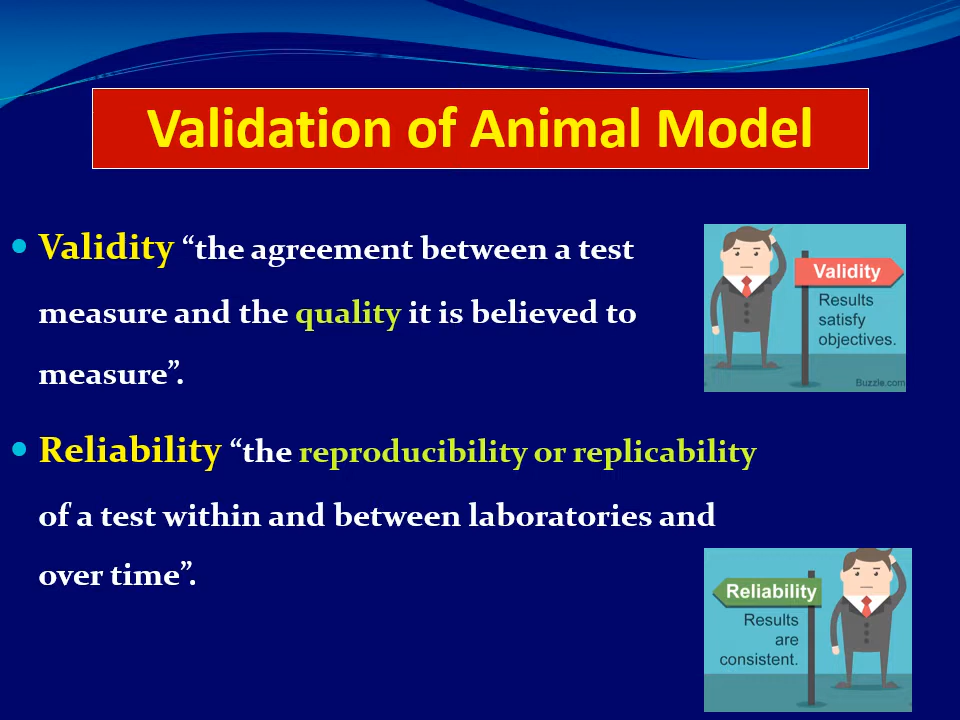 Validation of Animal Model
• Validity “the agreement between a test
measure and the quality it is believed to
measure”.
Validity
Results
satisfy
objectives.
Buzzle.com
• Reliability “the reproducibility or replicability
of a test within and between laboratories and
over time”.
Reliability
Results
are
consistent.